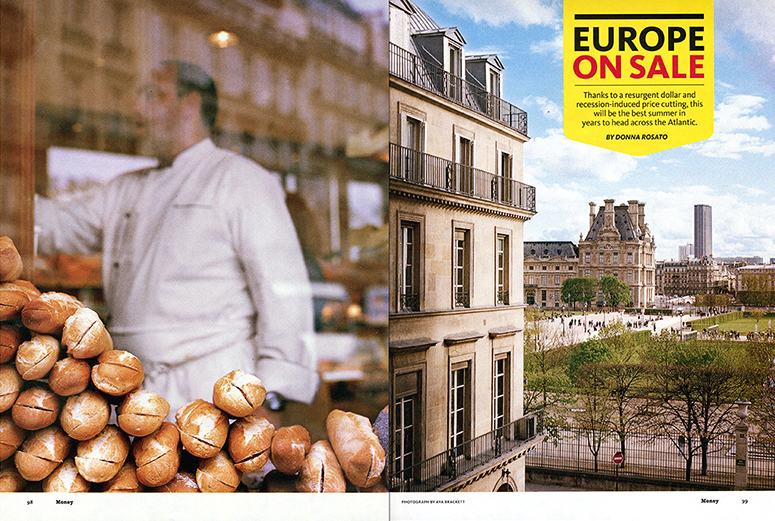 EUROPE
ON SALE
Thanks to a resurgent dollar and
recession-induced price cutting, this
will be the best summer in
years to head across the Atlantic.
BY DONNA ROSATO
98 Money
PHOTOGRAPH BY AYA BRACKETT
Money 99